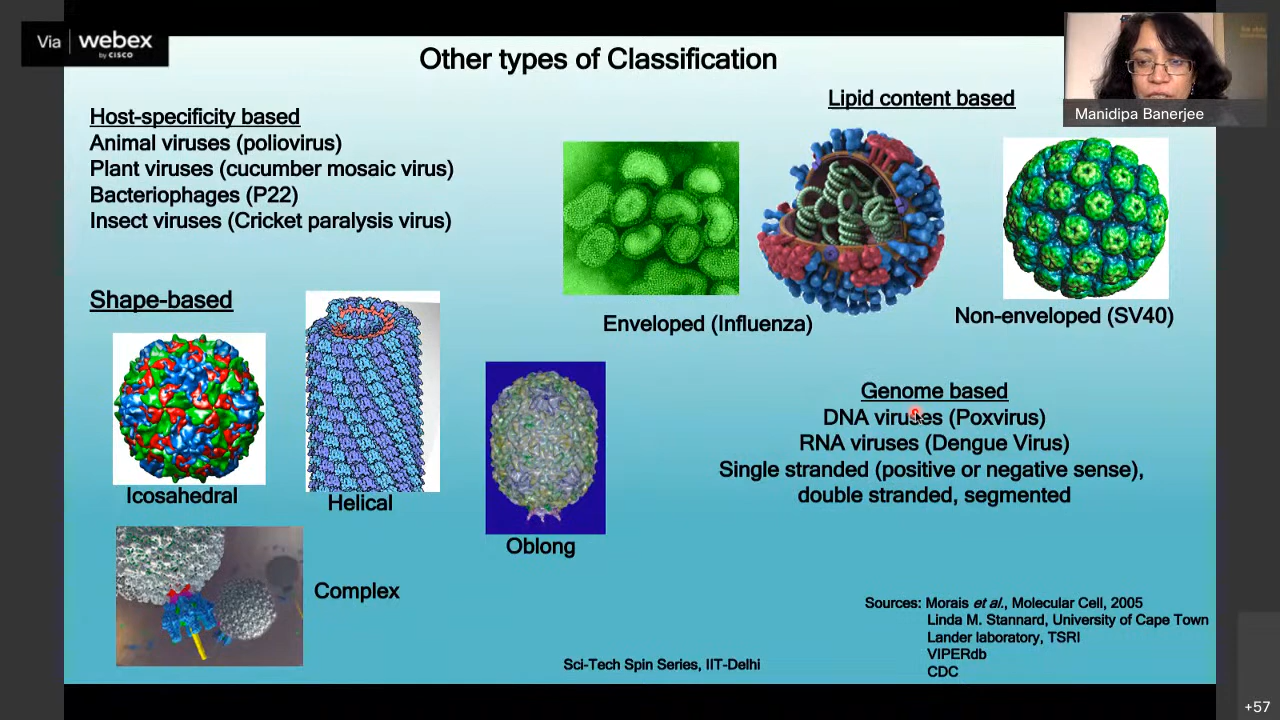 Via webex
by CISCO
Other types of Classification
Manidipa Banerjee
Host-specificity based
Animal viruses (poliovirus)
Plant viruses (cucumber mosaic virus)
Bacteriophages (P22)
Insect viruses (Cricket paralysis virus)
Lipid content based
Enveloped (Influenza)
Non-enveloped (SV40)
Shape-based
Icosahedral
Helical
Oblong
Complex
Genome based
DNA viruses (Poxvirus)
RNA viruses (Dengue Virus)
Single stranded (positive or negative sense),
double stranded, segmented
Sources: Morais et al., Molecular Cell, 2005
Linda M. Stannard, University of Cape Town
Lander laboratory, TSRI
VIPERdb
CDC
Sci-Tech Spin Series, IIT-Delhi
+57